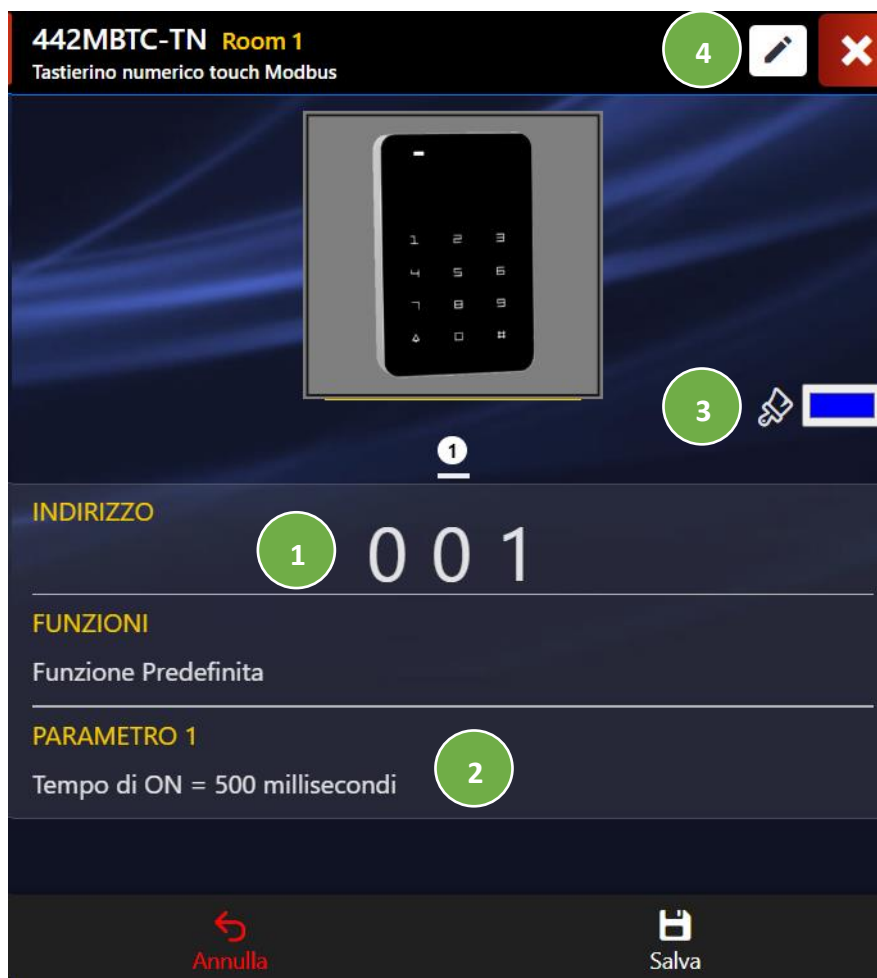 442MBTC-TN Room 1
Tastierino numerico touch Modbus
4
1 2 3
4 5 6
7 8 9
#
3
1
INDIRIZZO
1
0 0 1
FUNZIONI
Funzione Predefinita
PARAMETRO 1
Tempo di ON = 500 millisecondi
2
Annulla
Salva